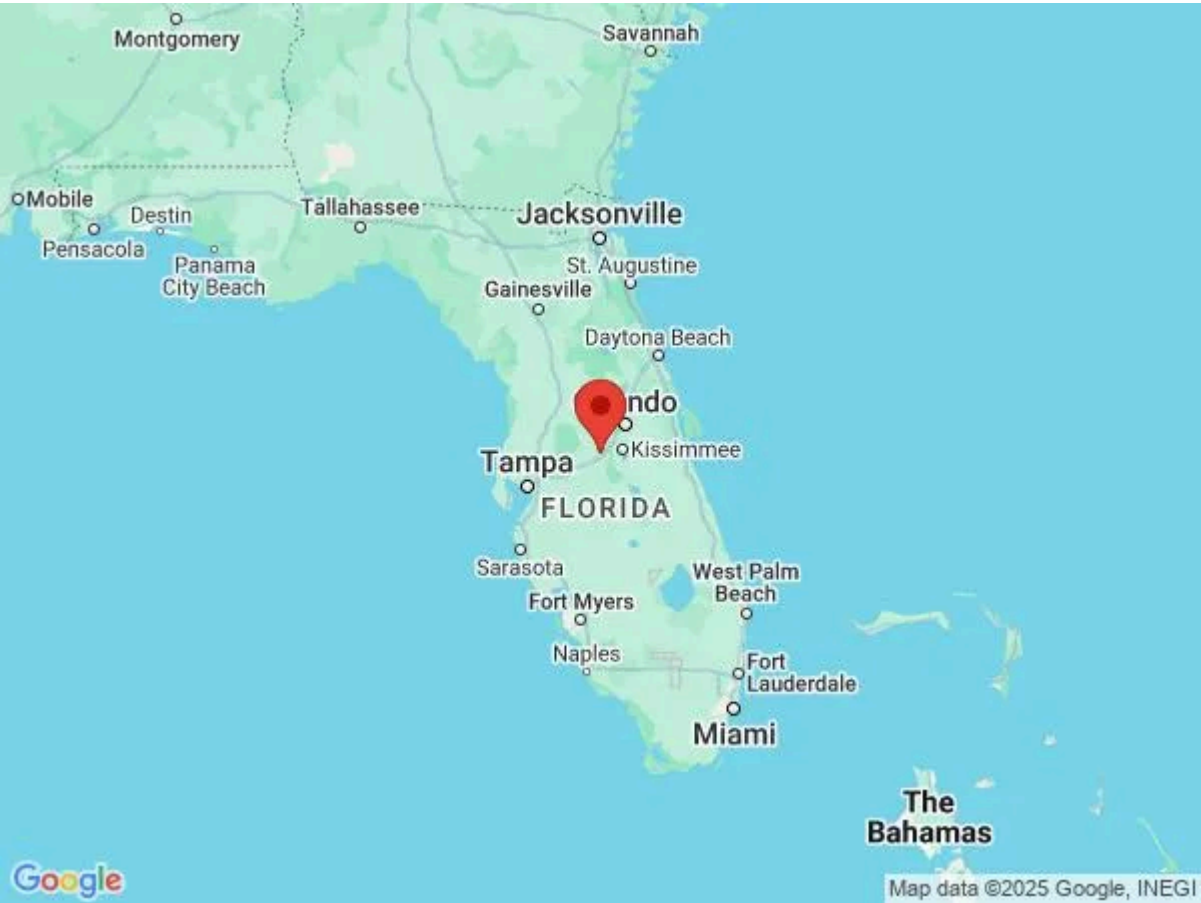 Savannah
Montgomery
Mobile
Destin
Tallahassee
Jacksonville
Pensacola
Panama
City Beach
St. Augustine
Gainesville
Daytona Beach
ndo
Kissimmee
Tampa
FLORIDA
Sarasota
West Palm
Beach
Fort Myers
Naples
Fort
Lauderdale
Miami
The
Bahamas
Google
Map data ©2025 Google, INEGI